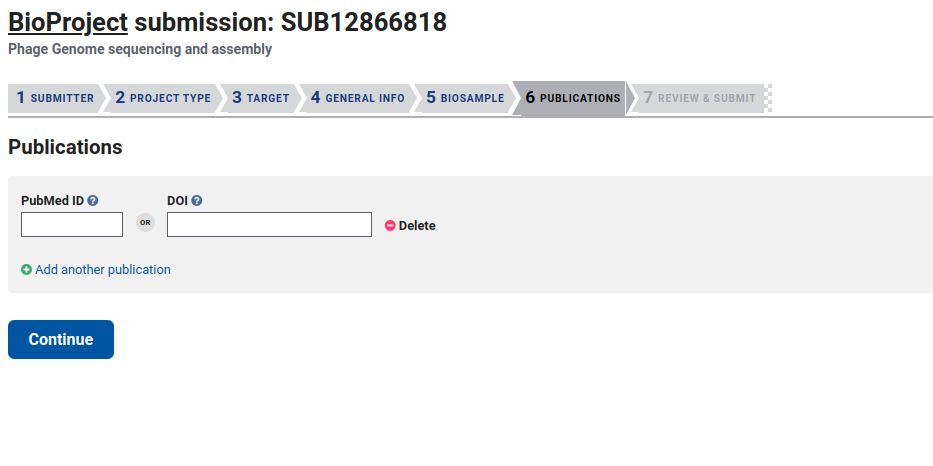 BioProject submission: SUB12866818
Phage Genome sequencing and assembly
1 SUBMITTER 2 PROJECT TYPE 3 TARGET 4 GENERAL INFO 5 BIOSAMPLE 6 PUBLICATIONS 7 REVIEW & SUBMIT
Publications
PubMed ID ? DOI ?
OR Delete
Add another publication
Continue